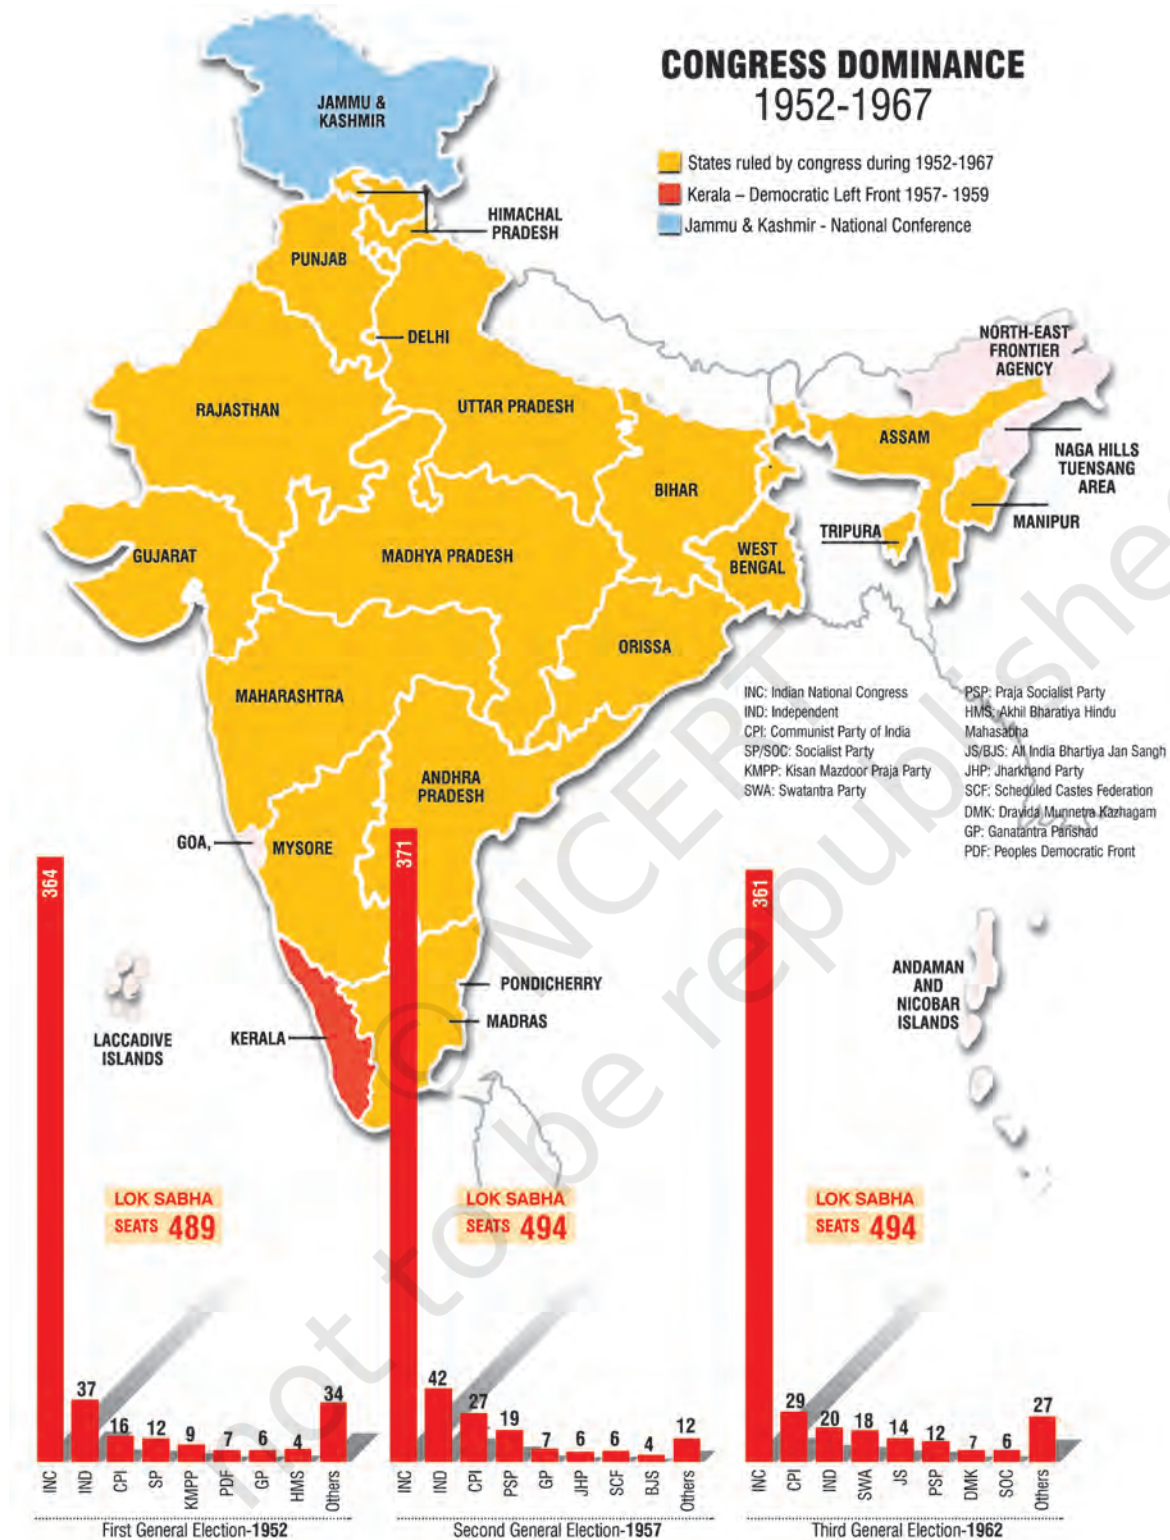 CONGRESS DOMINANCE
1952-1967
States ruled by congress during 1952-1967
Kerala – Democratic Left Front 1957- 1959
Jammu & Kashmir - National Conference
JAMMU &
KASHMIR
HIMACHAL
PRADESH
PUNJAB
DELHI
NORTH-EAST
FRONTIER
AGENCY
RAJASTHAN
UTTAR PRADESH
ASSAM
NAGA HILLS
TUENSANG
AREA
BIHAR
MANIPUR
TRIPURA
GUJARAT
MADHYA PRADESH
WEST
BENGAL
ORISSA
MAHARASHTRA
INC: Indian National Congress
IND: Independent
CPI: Communist Party of India
SP/SOC: Socialist Party
KMPP: Kisan Mazdoor Praja Party
SWA: Swatantra Party
PSP: Praja Socialist Party
HMS: Akhil Bharatiya Hindu
Mahasabha
JS/BJS: All India Bhartiya Jan Sangh
JHP: Jharkhand Party
SCF: Scheduled Castes Federation
DMK: Dravida Munnetra Kazhagam
GP: Ganatantra Parishad
PDF: Peoples Democratic Front
ANDHRA
PRADESH
GOA,
MYSORE
PONDICHERRY
MADRAS
KERALA
LACCADIVE
ISLANDS
ANDAMAN
AND
NICOBAR
ISLANDS
© NCERT
not to be republishe
LOK SABHA
SEATS 489
364
37
16
12
9
7
6
4
34
INC IND CPI SP KMPP PDF GP HMS Others
First General Election-1952
LOK SABHA
SEATS 494
371
42
27
19
7
6
6
4
12
INC IND CPI PSP GP JHP SCF BJS Others
Second General Election-1957
LOK SABHA
SEATS 494
361
29
20
18
14
12
7
6
27
INC CPI IND SWA JS PSP DMK SOC Others
Third General Election-1962